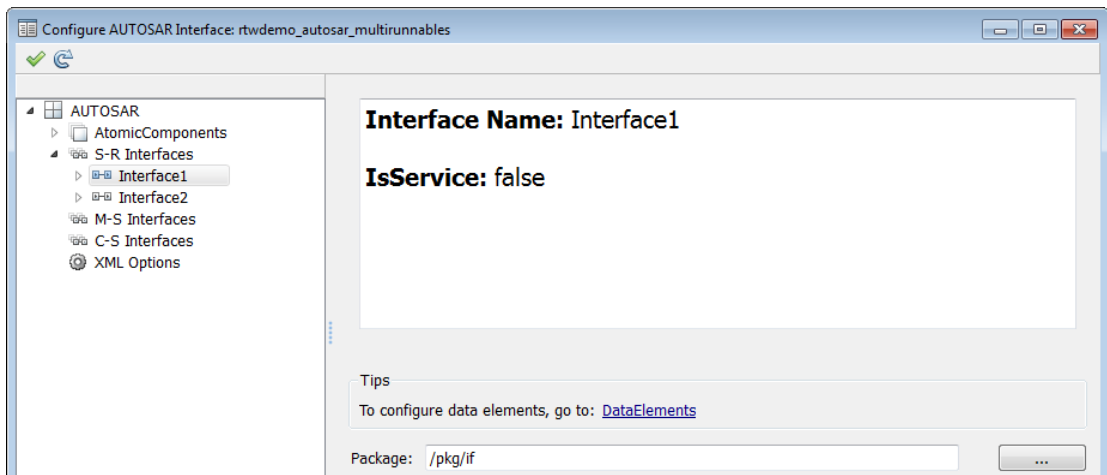 Configure AUTOSAR Interface: rtwdemo_autosar_multirunnables
AUTOSAR
AtomicComponents
S-R Interfaces
Interface1
Interface2
M-S Interfaces
C-S Interfaces
XML Options
Interface Name: Interface1
IsService: false
Tips
To configure data elements, go to: DataElements
Package: /pkg/if ...